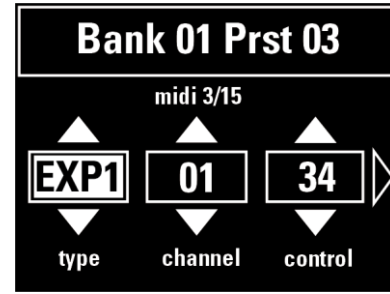 Bank 01 Prst 03
midi 3/15
EXP1 01 34
type channel control